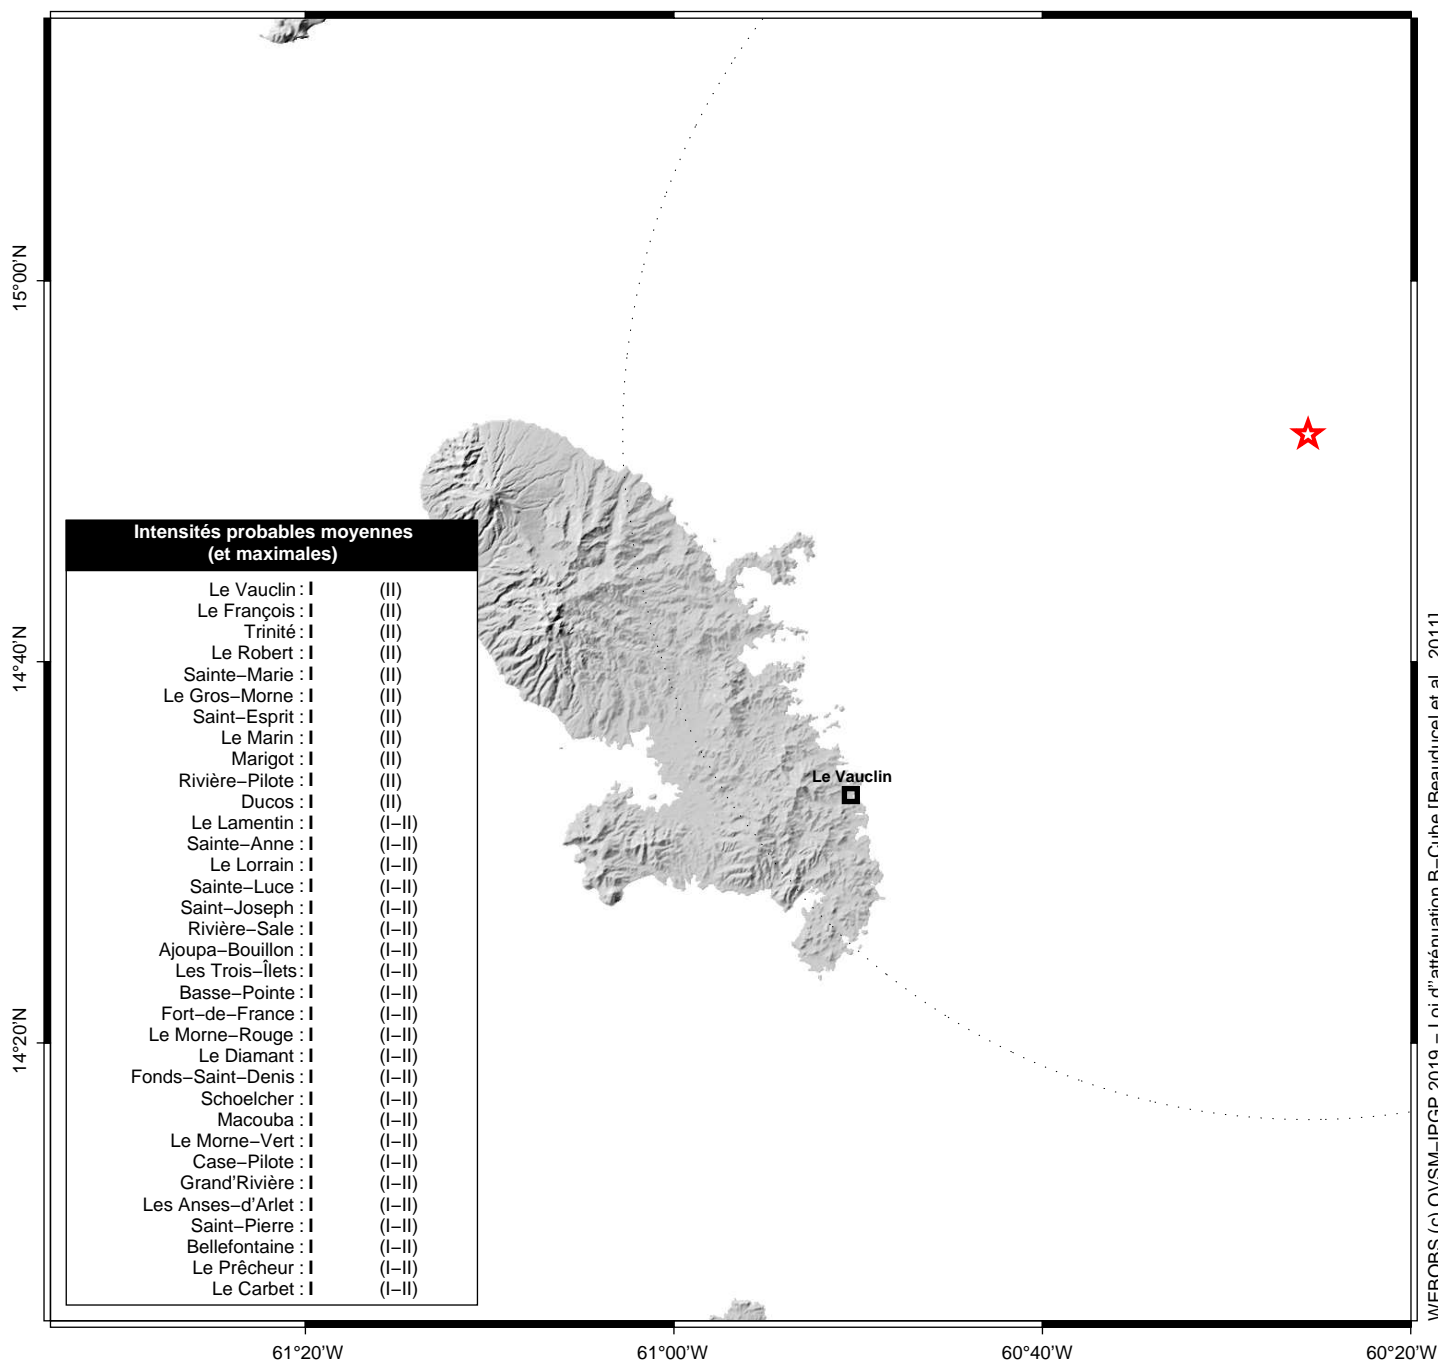 15°00'N
14°40'N
14°20'N
Intensités probables moyennes
(et maximales)
Le Vauclin : I (II)
Le François : I (II)
Trinité : I (II)
Le Robert : I (II)
Sainte−Marie : I (II)
Le Gros−Morne : I (II)
Saint−Esprit : I (II)
Le Marin : I (II)
Marigot : I (II)
Rivière−Pilote : I (II)
Ducos : I (II)
Le Lamentin : I (I−II)
Sainte−Anne : I (I−II)
Le Lorrain : I (I−II)
Sainte−Luce : I (I−II)
Saint−Joseph : I (I−II)
Rivière−Sale : I (I−II)
Ajoupa−Bouillon : I (I−II)
Les Trois−Îlets : I (I−II)
Basse−Pointe : I (I−II)
Fort−de−France : I (I−II)
Le Morne−Rouge : I (I−II)
Le Diamant : I (I−II)
Fonds−Saint−Denis : I (I−II)
Schoelcher : I (I−II)
Macouba : I (I−II)
Le Morne−Vert : I (I−II)
Case−Pilote : I (I−II)
Grand'Rivière : I (I−II)
Les Anses−d'Arlet : I (I−II)
Saint−Pierre : I (I−II)
Bellefontaine : I (I−II)
Le Prêcheur : I (I−II)
Le Carbet : I (I−II)
Le Vauclin
61°20'W 61°00'W 60°40'W 60°20'W
WEBOBS (c) OVSM−IPGP 2019 − Loi d''atténuation B−Cube [Beauducel et al., 2011]